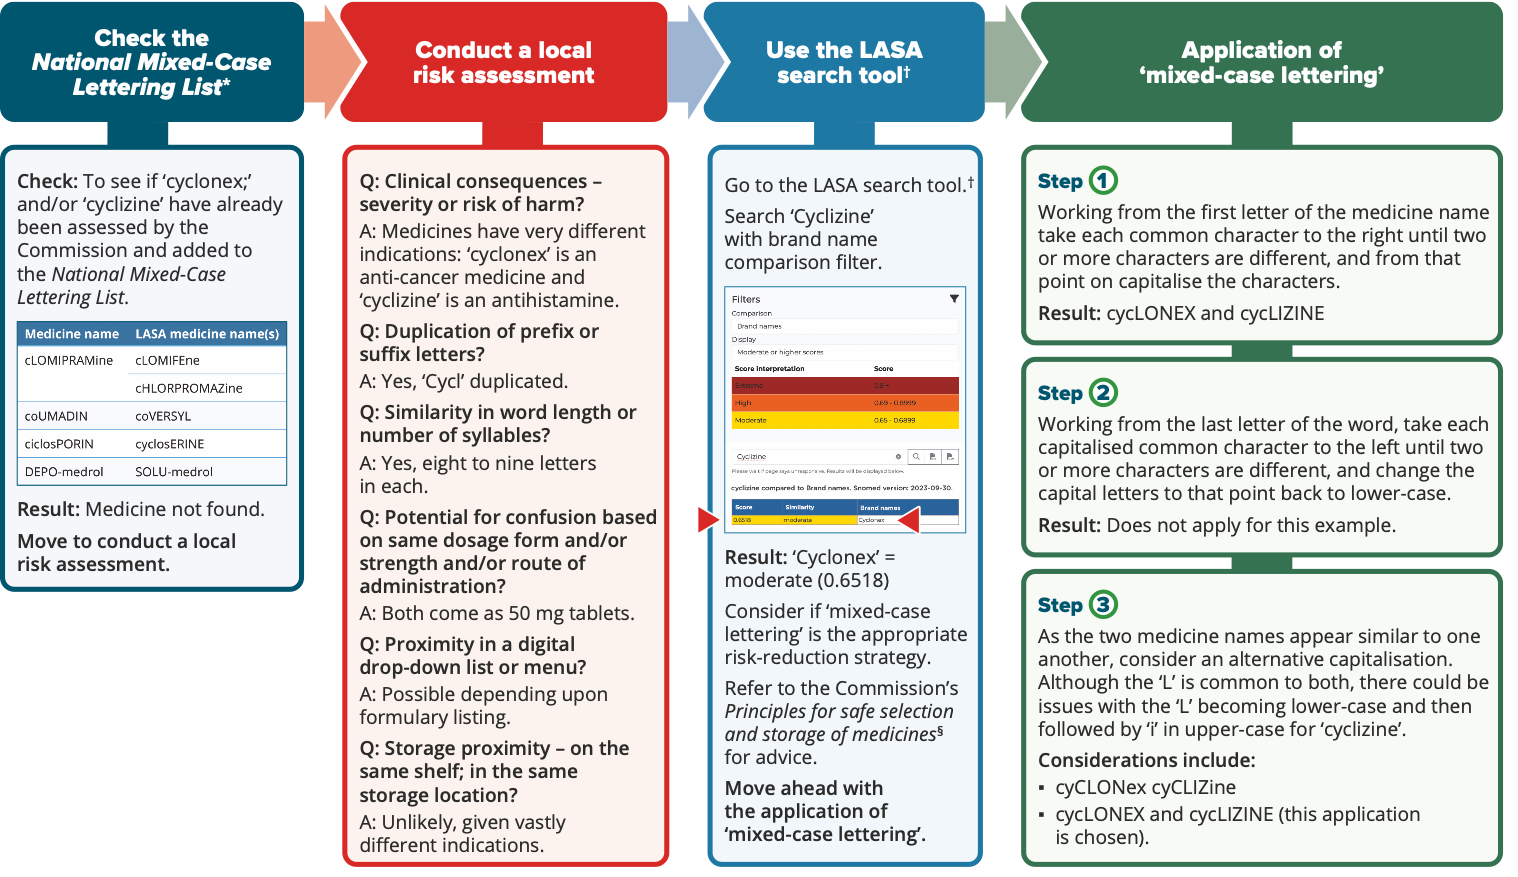 Check the
National Mixed-Case
Lettering List*
Check: To see if ‘cyclonex;’
and/or ‘cyclizine’ have already
been assessed by the
Commission and added to
the National Mixed-Case
Lettering List.
Medicine name LASA medicine name(s)
cLOMIPRAMine cLOMIFEne
cHLORPROMAZine
coUMADIN coVERSYL
ciclosPORIN cyclosERINE
DEPO-medrol SOLU-medrol
Result: Medicine not found.
Move to conduct a local
risk assessment.
Conduct a local
risk assessment
Q: Clinical consequences –
severity or risk of harm?
A: Medicines have very different
indications: ‘cyclonex’ is an
anti-cancer medicine and
‘cyclizine’ is an antihistamine.
Q: Duplication of prefix or
suffix letters?
A: Yes, ‘Cycl’ duplicated.
Q: Similarity in word length or
number of syllables?
A: Yes, eight to nine letters
in each.
Q: Potential for confusion based
on same dosage form and/or
strength and/or route of
administration?
A: Both come as 50 mg tablets.
Q: Proximity in a digital
drop-down list or menu?
A: Possible depending upon
formulary listing.
Q: Storage proximity – on the
same shelf; in the same
storage location?
A: Unlikely, given vastly
different indications.
Use the LASA
search tool†
Go to the LASA search tool.†
Search ‘Cyclizine’
with brand name
comparison filter.
Filters
Comparison
Brand names
Display
Moderate or higher scores
Score Interpretation Score
Extreme 0.9 +
High 0.69 - 0.8999
Moderate 0.65 - 0.6899
Cyclizine
Please wait if page says unresponsive. Results will be displayed below.
cyclizine compared to Brand names. Snomed version: 2023-09-30.
Score Similarity Brand names
0.6518 moderate Cyclonex
Result: ‘Cyclonex’ =
moderate (0.6518)
Consider if ‘mixed-case
lettering’ is the appropriate
risk-reduction strategy.
Refer to the Commission’s
Principles for safe selection
and storage of medicines§
for advice.
Move ahead with
the application of
‘mixed-case lettering’.
Application of
‘mixed-case lettering’
Step 1
Working from the first letter of the medicine name
take each common character to the right until two
or more characters are different, and from that
point on capitalise the characters.
Result: cycLONEX and cycLIZINE
Step 2
Working from the last letter of the word, take each
capitalised common character to the left until two
or more characters are different, and change the
capital letters to that point back to lower-case.
Result: Does not apply for this example.
Step 3
As the two medicine names appear similar to one
another, consider an alternative capitalisation.
Although the ‘L’ is common to both, there could be
issues with the ‘L’ becoming lower-case and then
followed by ‘i’ in upper-case for ‘cyclizine’.
Considerations include:
▪ cyCLONex cyCLIZine
▪ cycLONEX and cycLIZINE (this application
is chosen).